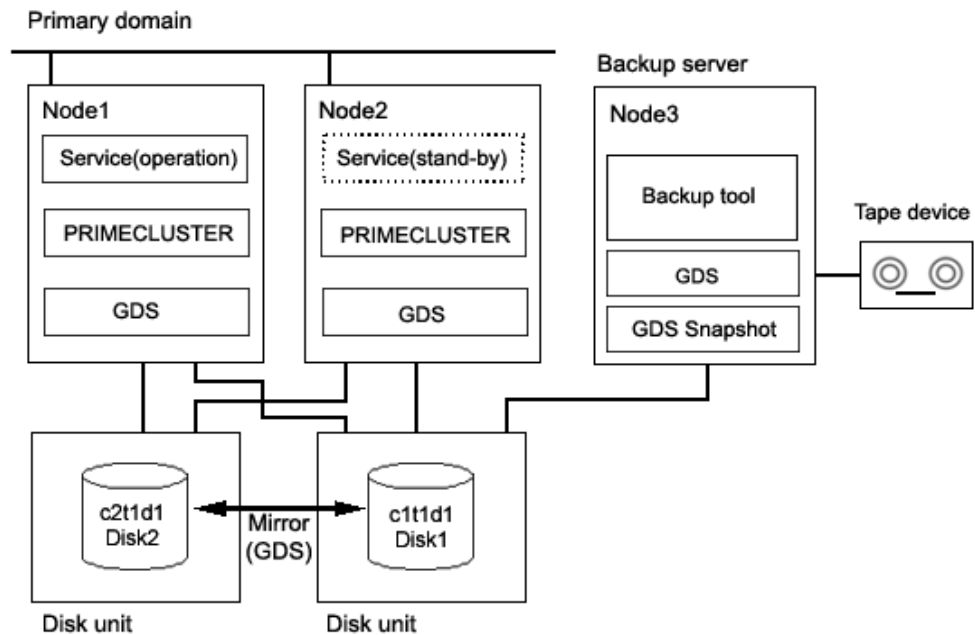 Primary domain
Backup server
Node1
Service(operation)
PRIMECLUSTER
GDS
Node2
Service(stand-by)
PRIMECLUSTER
GDS
Node3
Backup tool
GDS
GDS Snapshot
Tape device
c2t1d1
Disk2
Mirror
(GDS)
c1t1d1
Disk1
Disk unit
Disk unit